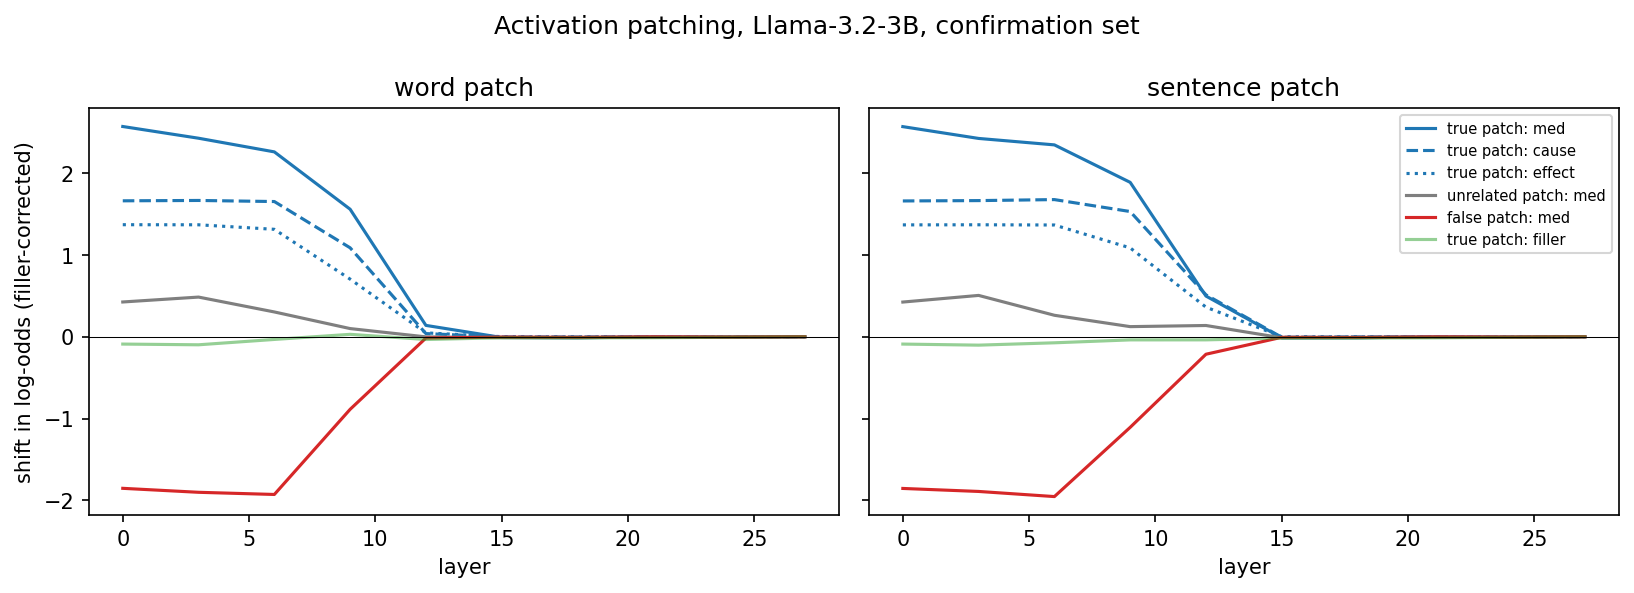 Activation patching, Llama-3.2-3B, confirmation set
word patch
sentence patch
shift in log-odds (filler-corrected)
2
1
0
−1
−2
0 5 10 15 20 25
layer
true patch: med
true patch: cause
true patch: effect
unrelated patch: med
false patch: med
true patch: filler
0 5 10 15 20 25
layer